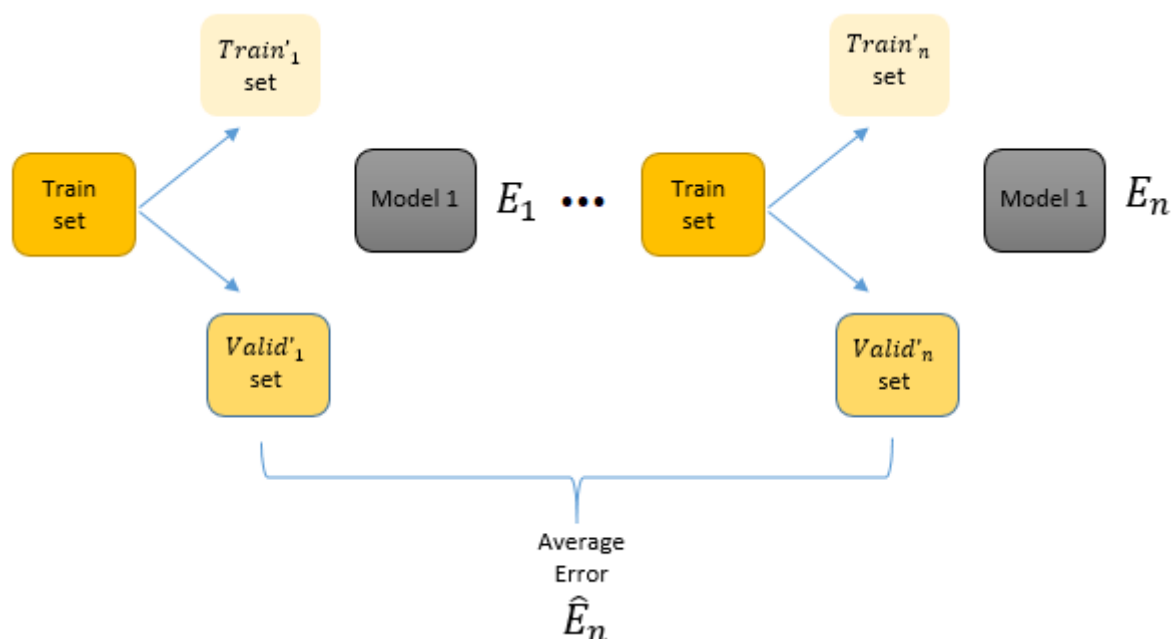 Train'₁
set
Train
set
Model 1
E₁
•••
Valid'₁
set
Train'ₙ
set
Train
set
Model 1
Eₙ
Valid'ₙ
set
Average
Error
Êₙ